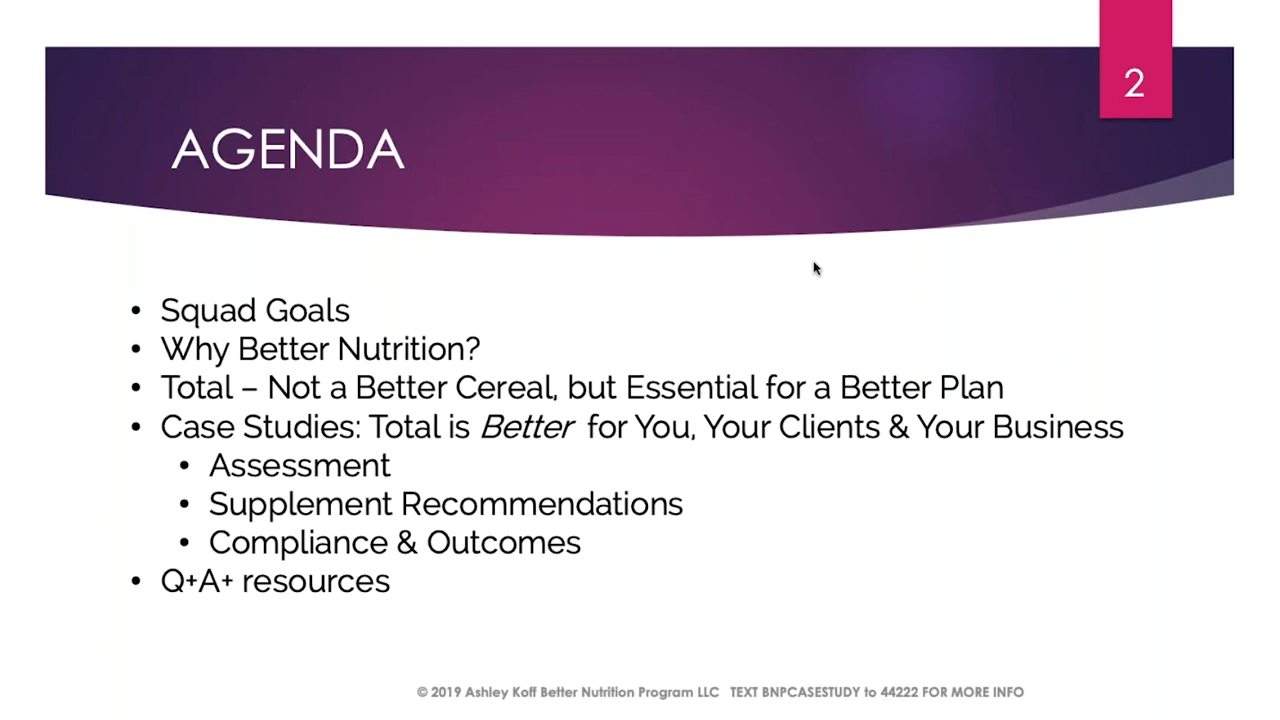 2
AGENDA
• Squad Goals
• Why Better Nutrition?
• Total – Not a Better Cereal, but Essential for a Better Plan
• Case Studies: Total is Better for You, Your Clients & Your Business
• Assessment
• Supplement Recommendations
• Compliance & Outcomes
• Q+A+ resources
© 2019 Ashley Koff Better Nutrition Program LLC TEXT BNPCASESTUDY to 44222 FOR MORE INFO